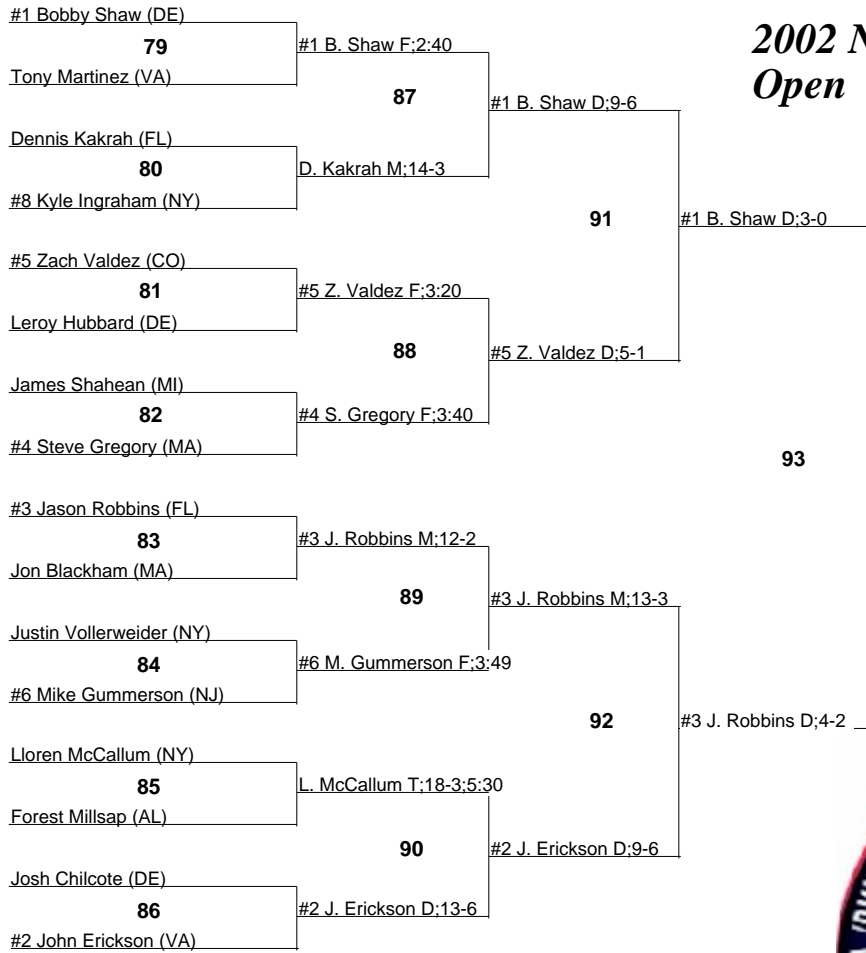 #1 Bobby Shaw (DE)
79
Tony Martinez (VA)
#1 B. Shaw F;2:40
87
Dennis Kakrah (FL)
80
#8 Kyle Ingraham (NY)
D. Kakrah M;14-3
#1 B. Shaw D;9-6
91
#5 Zach Valdez (CO)
81
Leroy Hubbard (DE)
#5 Z. Valdez F;3:20
88
James Shahean (MI)
82
#4 Steve Gregory (MA)
#4 S. Gregory F;3:40
#5 Z. Valdez D;5-1
#1 B. Shaw D;3-0
93
#3 Jason Robbins (FL)
83
Jon Blackham (MA)
#3 J. Robbins M;12-2
89
Justin Vollerweider (NY)
84
#6 Mike Gummerson (NJ)
#6 M. Gummerson F;3:49
#3 J. Robbins M;13-3
92
Lloren McCallum (NY)
85
Forest Millsap (AL)
L. McCallum T;18-3;5:30
90
Josh Chilcote (DE)
86
#2 John Erickson (VA)
#2 J. Erickson D;13-6
#2 J. Erickson D;9-6
#3 J. Robbins D;4-2
2002 N
Open